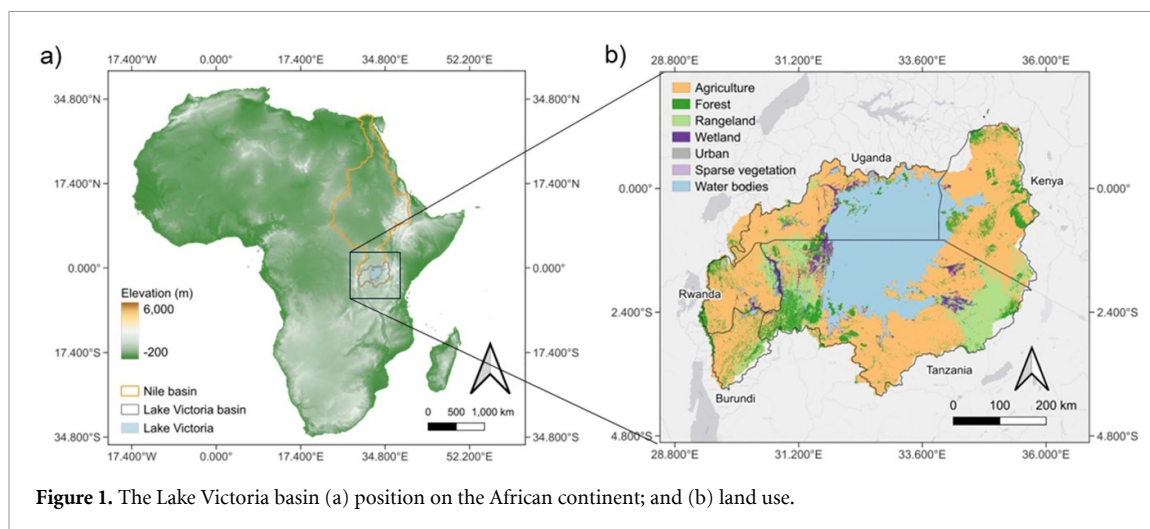 a)
17.400°W 0.000° 17.400°E 34.800°E 52.200°E
34.800°N 34.800°N
17.400°N 17.400°N
0.000° 0.000°
17.400°S 17.400°S
34.800°S 34.800°S
Elevation (m)
6,000
-200
Nile basin
Lake Victoria basin
Lake Victoria
0 500 1,000 km
17.400°W 0.000° 17.400°E 34.800°E 52.200°E
b)
28.800°E 31.200°E 33.600°E 36.000°E
Agriculture
Forest
Rangeland
Wetland
Urban
Sparse vegetation
Water bodies
Uganda
Kenya
0.000° 0.000°
Rwanda
2.400°S 2.400°S
Tanzania
Burundi
0 100 200 km
4.800°S 4.800°S
28.800°E 31.200°E 33.600°E 36.000°E
Figure 1. The Lake Victoria basin (a) position on the African continent; and (b) land use.